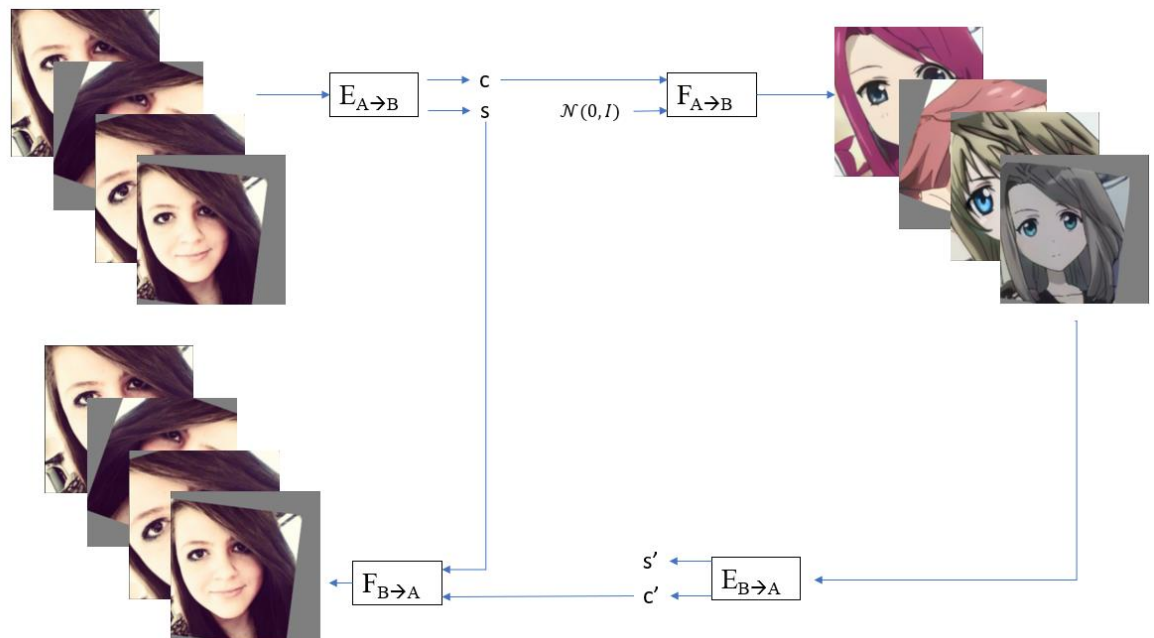 E_{A→B}
c
s
𝒩(0, I)
F_{A→B}
s’
E_{B→A}
c’
F_{B→A}